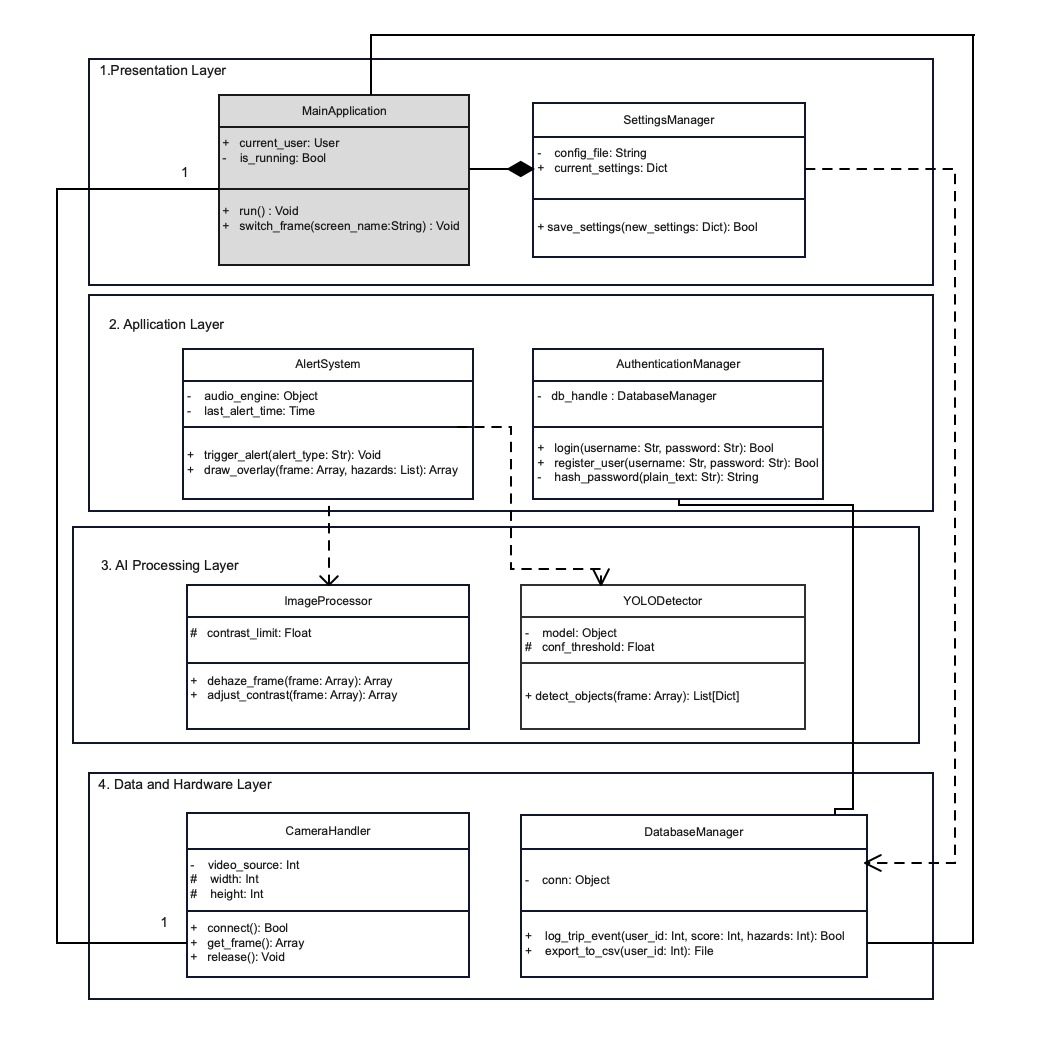 1.Presentation Layer
MainApplication
+ current_user: User
- is_running: Bool
+ run() : Void
+ switch_frame(screen_name:String) : Void
1
SettingsManager
- config_file: String
+ current_settings: Dict
+ save_settings(new_settings: Dict): Bool
2. Apllication Layer
AlertSystem
- audio_engine: Object
- last_alert_time: Time
+ trigger_alert(alert_type: Str): Void
+ draw_overlay(frame: Array, hazards: List): Array
AuthenticationManager
- db_handle : DatabaseManager
+ login(username: Str, password: Str): Bool
+ register_user(username: Str, password: Str): Bool
- hash_password(plain_text: Str): String
3. AI Processing Layer
ImageProcessor
# contrast_limit: Float
+ dehaze_frame(frame: Array): Array
+ adjust_contrast(frame: Array): Array
YOLODetector
- model: Object
# conf_threshold: Float
+ detect_objects(frame: Array): List[Dict]
4. Data and Hardware Layer
CameraHandler
- video_source: Int
# width: Int
# height: Int
1
+ connect(): Bool
+ get_frame(): Array
+ release(): Void
DatabaseManager
- conn: Object
+ log_trip_event(user_id: Int, score: Int, hazards: Int): Bool
+ export_to_csv(user_id: Int): File